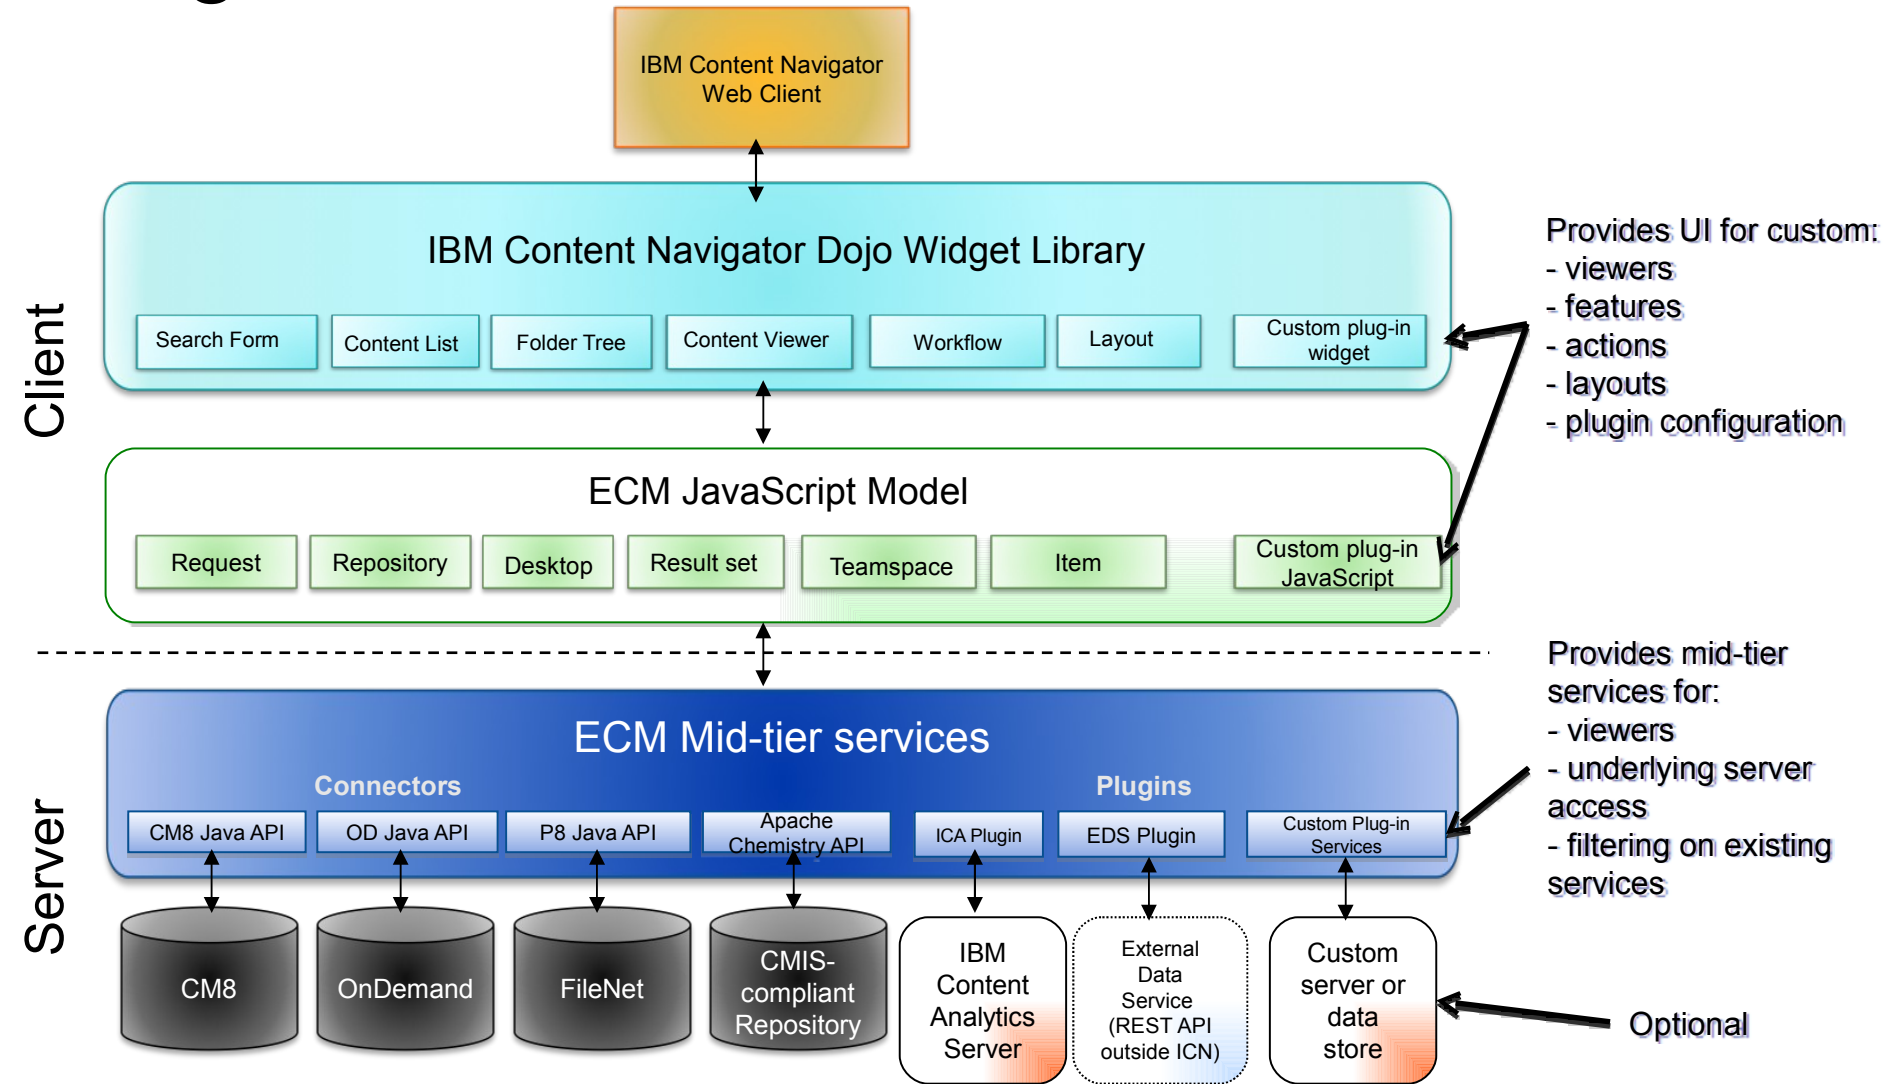 IBM Content Navigator
Web Client
IBM Content Navigator Dojo Widget Library
Search Form
Content List
Folder Tree
Content Viewer
Workflow
Layout
Custom plug-in
widget
Provides UI for custom:
- viewers
- features
- actions
- layouts
- plugin configuration
Client
ECM JavaScript Model
Request
Repository
Desktop
Result set
Teamspace
Item
Custom plug-in
JavaScript
Provides mid-tier
services for:
- viewers
- underlying server
access
- filtering on existing
services
Server
ECM Mid-tier services
Connectors
Plugins
CM8 Java API
OD Java API
P8 Java API
Apache
Chemistry API
ICA Plugin
EDS Plugin
Custom Plug-in
Services
CM8
OnDemand
FileNet
CMIS-
compliant
Repository
IBM
Content
Analytics
Server
External
Data
Service
(REST API
outside ICN)
Custom
server or
data
store
Optional